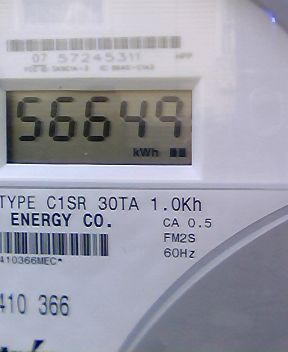 07 57245311 MPP
56649
kWh
TYPE C1SR 30TA 1.0Kh
ENERGY CO. CA 0.5
FM2S
60Hz
410366MEC*
410 366